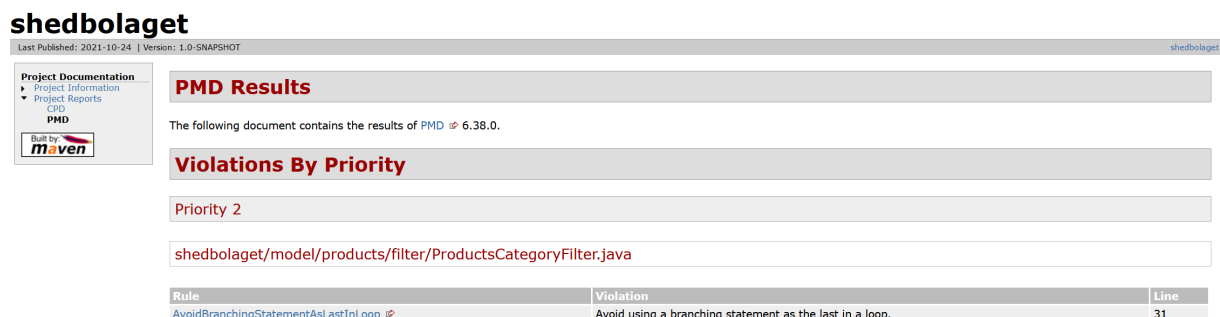 shedbolaget
Last Published: 2021-10-24 | Version: 1.0-SNAPSHOT shedbolaget
Project Documentation
Project Information
Project Reports
CPD
PMD
Built by:
maven
PMD Results
The following document contains the results of PMD 6.38.0.
Violations By Priority
Priority 2
shedbolaget/model/products/filter/ProductsCategoryFilter.java
Rule Violation Line
AvoidBranchingStatementAsLastInLoop Avoid using a branching statement as the last in a loop. 31